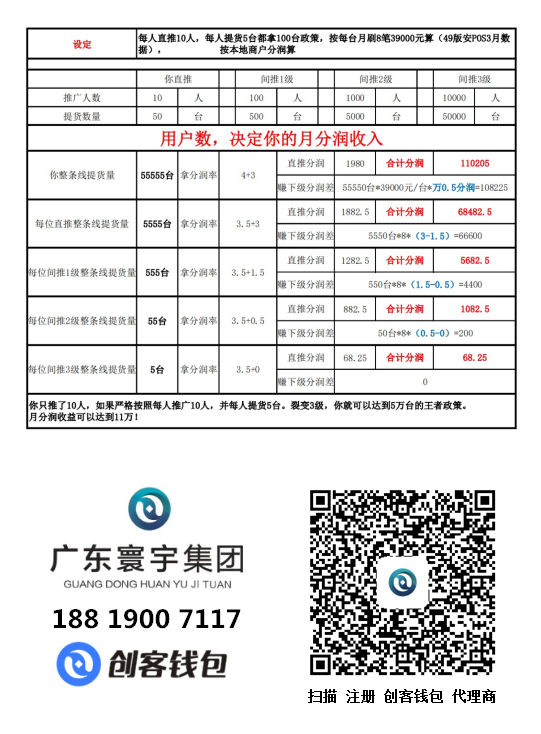 设定
每人直推10人，每人提货5台都拿100台政策，按每台月刷8笔39000元算（49版安POS3月数
据）， 按本地商户分润算
你直推 间推1级 间推2级 间推3级
推广人数 10 人 100 人 1000 人 10000 人
提货数量 50 台 500 台 5000 台 50000 台
用户数，决定你的月分润收入
你整条线提货量 55555台 拿分润率 4+3 直推分润 1980 合计分润 110205
赚下级分润差 55550台*39000元/台*万0.5分润=108225
每位直推整条线提货量 5555台 拿分润率 3.5+3 直推分润 1882.5 合计分润 68482.5
赚下级分润差 5550台*8*（3-1.5）=66600
每位间推1级整条线提货量 555台 拿分润率 3.5+1.5 直推分润 1282.5 合计分润 5682.5
赚下级分润差 550台*8*（1.5-0.5）=4400
每位间推2级整条线提货量 55台 拿分润率 3.5+0.5 直推分润 882.5 合计分润 1082.5
赚下级分润差 50台*8*（0.5-0）=200
每位间推3级整条线提货量 5台 拿分润率 3.5+0 直推分润 68.25 合计分润 68.25
赚下级分润差 0
你只推了10人，如果严格按照每人推广10人，并每人提货5台。裂变3级，你就可以达到5万台的王者政策。
月分润收益可以达到11万！
广东寰宇集团
GUANG DONG HUAN YU JI TUAN
188 1900 7117
创客钱包
扫描 注册 创客钱包 代理商